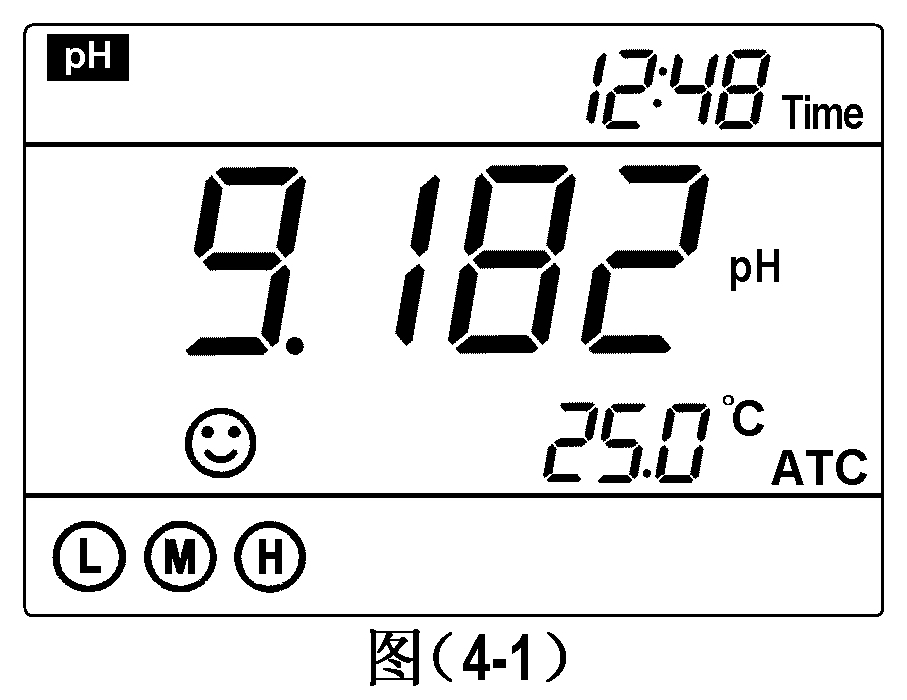 pH
12:48 Time
9.182 pH
25.0 °C
ATC
L M H
图(4-1)